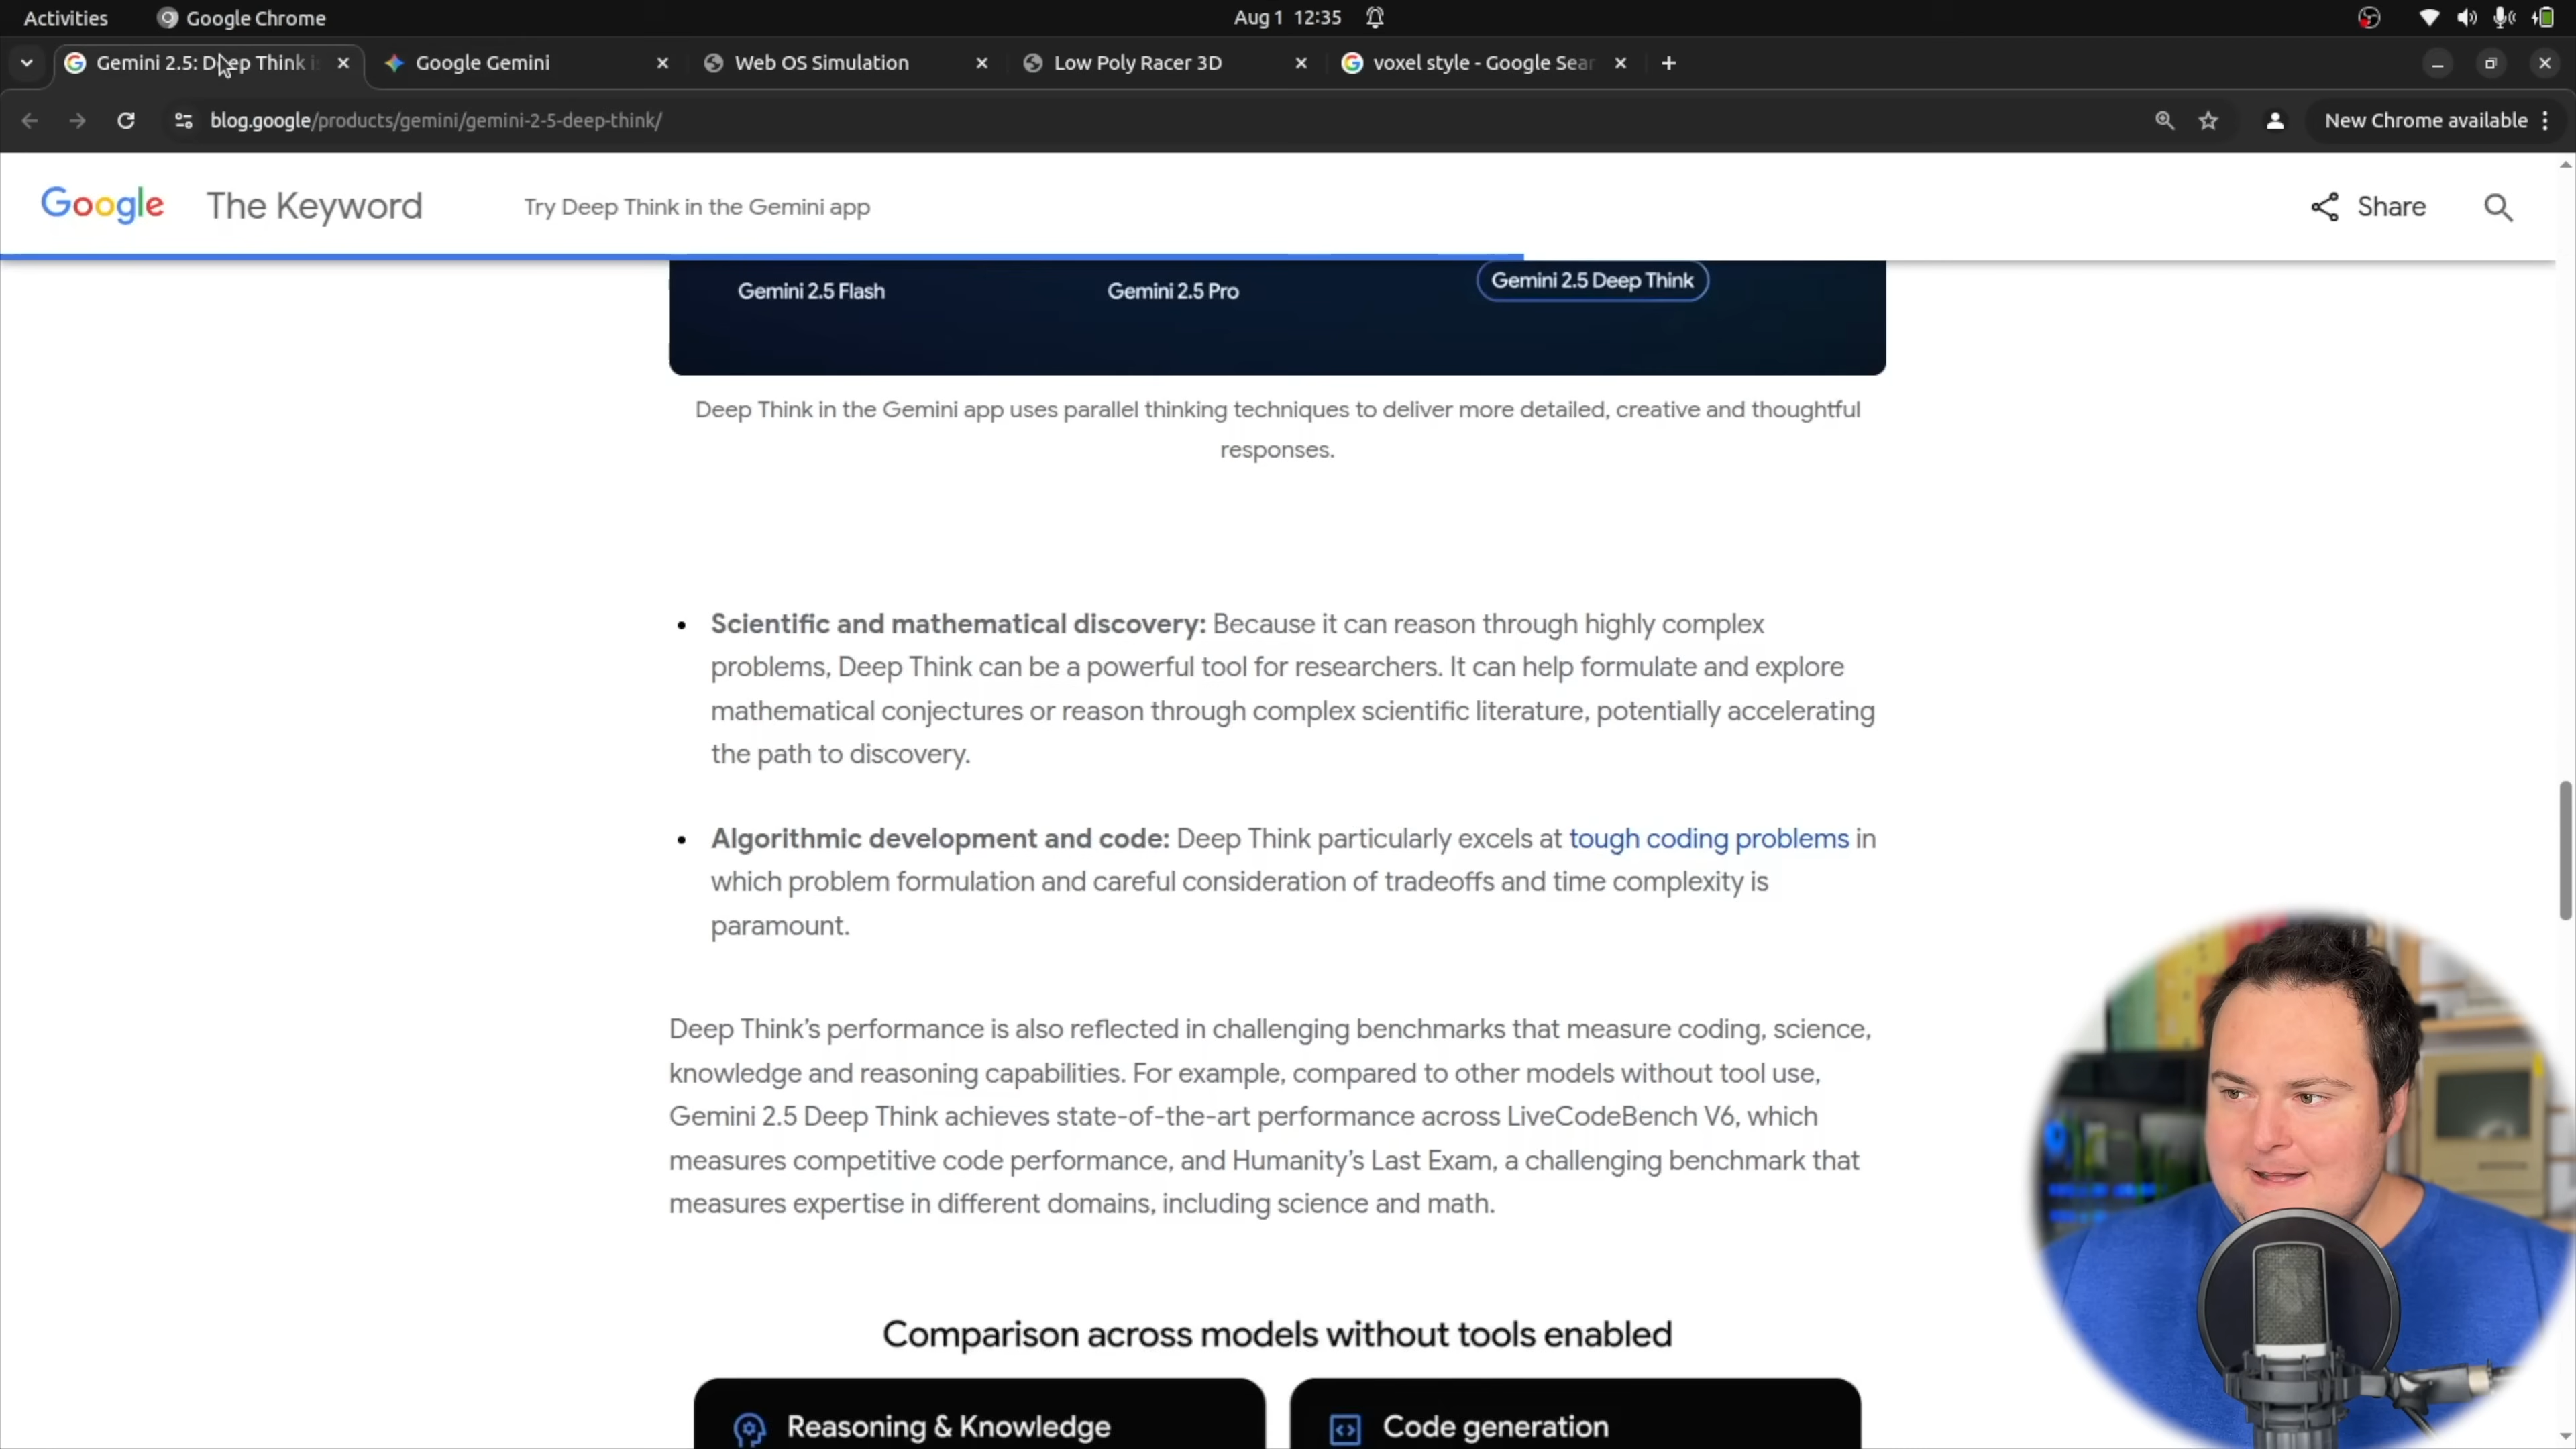 Activities Google Chrome Aug 1 12:35
Gemini 2.5: Deep Think i Google Gemini Web OS Simulation Low Poly Racer 3D voxel style - Google Sear
blog.google/products/gemini/gemini-2-5-deep-think/ New Chrome available
Google The Keyword Try Deep Think in the Gemini app Share
Gemini 2.5 Flash Gemini 2.5 Pro Gemini 2.5 Deep Think
Deep Think in the Gemini app uses parallel thinking techniques to deliver more detailed, creative and thoughtful
responses.
• Scientific and mathematical discovery: Because it can reason through highly complex
problems, Deep Think can be a powerful tool for researchers. It can help formulate and explore
mathematical conjectures or reason through complex scientific literature, potentially accelerating
the path to discovery.
• Algorithmic development and code: Deep Think particularly excels at tough coding problems in
which problem formulation and careful consideration of tradeoffs and time complexity is
paramount.
Deep Think’s performance is also reflected in challenging benchmarks that measure coding, science,
knowledge and reasoning capabilities. For example, compared to other models without tool use,
Gemini 2.5 Deep Think achieves state-of-the-art performance across LiveCodeBench V6, which
measures competitive code performance, and Humanity’s Last Exam, a challenging benchmark that
measures expertise in different domains, including science and math.
Comparison across models without tools enabled
Reasoning & Knowledge Code generation